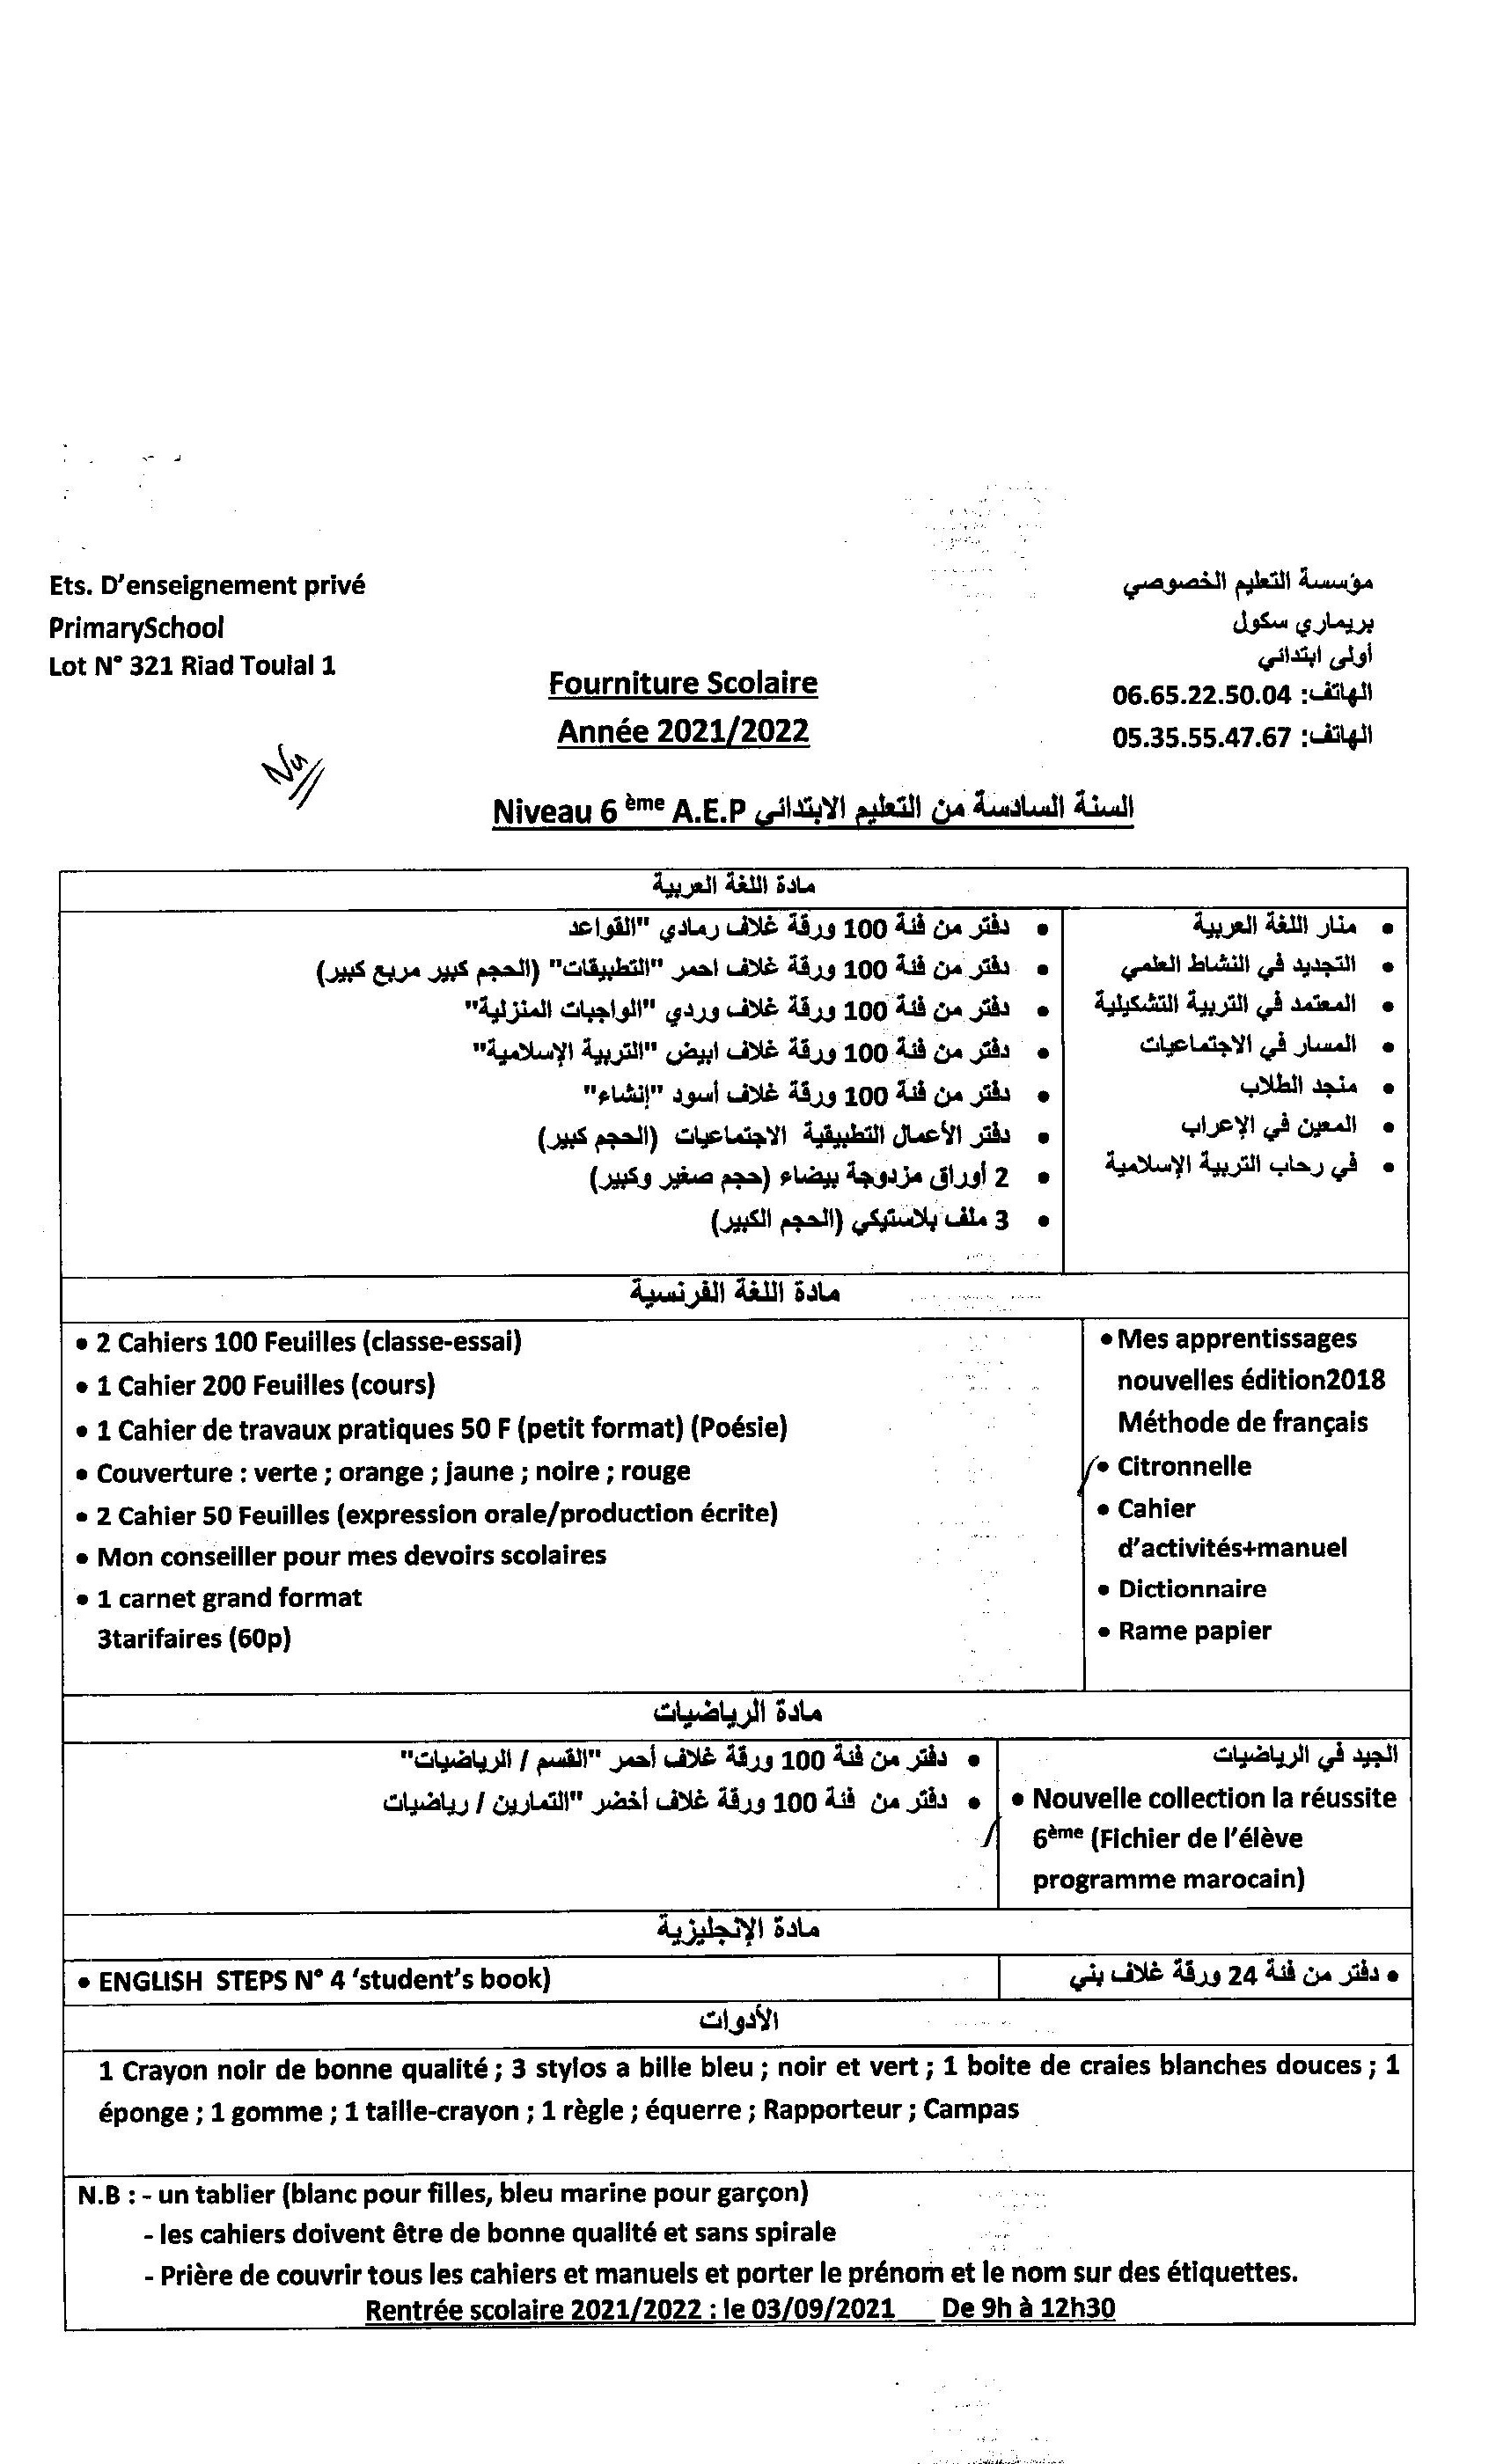 Ets. D'enseignement privé
PrimarySchool
Lot N° 321 Riad Toulal 1
مؤسسة التعليم الخصوصي
بريماري سكول
أولى ابتدائي
الهاتف: 06.65.22.50.04
الهاتف: 05.35.55.47.67
Fourniture Scolaire
Année 2021/2022
Niveau 6 ème A.E.P السنة السادسة من التعليم الابتدائي
مادة اللغة العربية
• منار اللغة العربية
• التجديد في النشاط العلمي
• المعتمد في التربية التشكيلية
• المسار في الاجتماعيات
• منجد الطلاب
• المعين في الإعراب
• في رحاب التربية الإسلامية
• دفتر من فئة 100 ورقة غلاف رمادي "القواعد
• دفتر من فئة 100 ورقة غلاف احمر "التطبيقات" (الحجم كبير مربع كبير)
• دفتر من فئة 100 ورقة غلاف وردي "الواجبات المنزلية"
• دفتر من فئة 100 ورقة غلاف ابيض "التربية الإسلامية"
• دفتر من فئة 100 ورقة غلاف أسود "إنشاء"
• دفتر الأعمال التطبيقية الاجتماعيات (الحجم كبير)
• 2 أوراق مزدوجة بيضاء (حجم صغير وكبير)
• 3 ملف بلاستيكي (الحجم الكبير)
مادة اللغة الفرنسية
• 2 Cahiers 100 Feuilles (classe-essai)
• 1 Cahier 200 Feuilles (cours)
• 1 Cahier de travaux pratiques 50 F (petit format) (Poésie)
• Couverture : verte ; orange ; jaune ; noire ; rouge
• 2 Cahier 50 Feuilles (expression orale/production écrite)
• Mon conseiller pour mes devoirs scolaires
• 1 carnet grand format
3tarifaires (60p)
• Mes apprentissages
nouvelles édition2018
Méthode de français
• Citronnelle
• Cahier
d'activités+manuel
• Dictionnaire
• Rame papier
مادة الرياضيات
الجيد في الرياضيات
• Nouvelle collection la réussite
6ème (Fichier de l'élève
programme marocain)
• دفتر من فئة 100 ورقة غلاف أحمر "القسم / الرياضيات"
• دفتر من فئة 100 ورقة غلاف أخضر "التمارين / رياضيات
مادة الإنجليزية
• ENGLISH STEPS N° 4 ‘student's book)
• دفتر من فئة 24 ورقة غلاف بني
الأدوات
1 Crayon noir de bonne qualité ; 3 stylos a bille bleu ; noir et vert ; 1 boite de craies blanches douces ; 1
éponge ; 1 gomme ; 1 taille-crayon ; 1 règle ; équerre ; Rapporteur ; Campas
N.B : - un tablier (blanc pour filles, bleu marine pour garçon)
- les cahiers doivent être de bonne qualité et sans spirale
- Prière de couvrir tous les cahiers et manuels et porter le prénom et le nom sur des étiquettes.
Rentrée scolaire 2021/2022 : le 03/09/2021 De 9h à 12h30